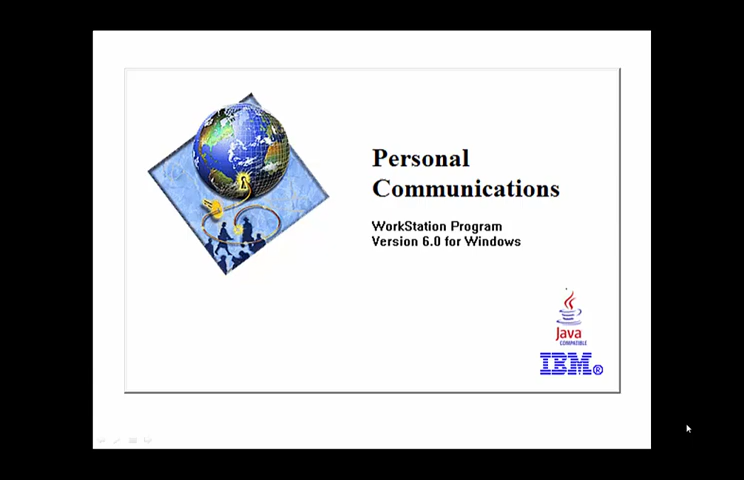 Personal
Communications
WorkStation Program
Version 6.0 for Windows
Java
COMPATIBLE
IBM®